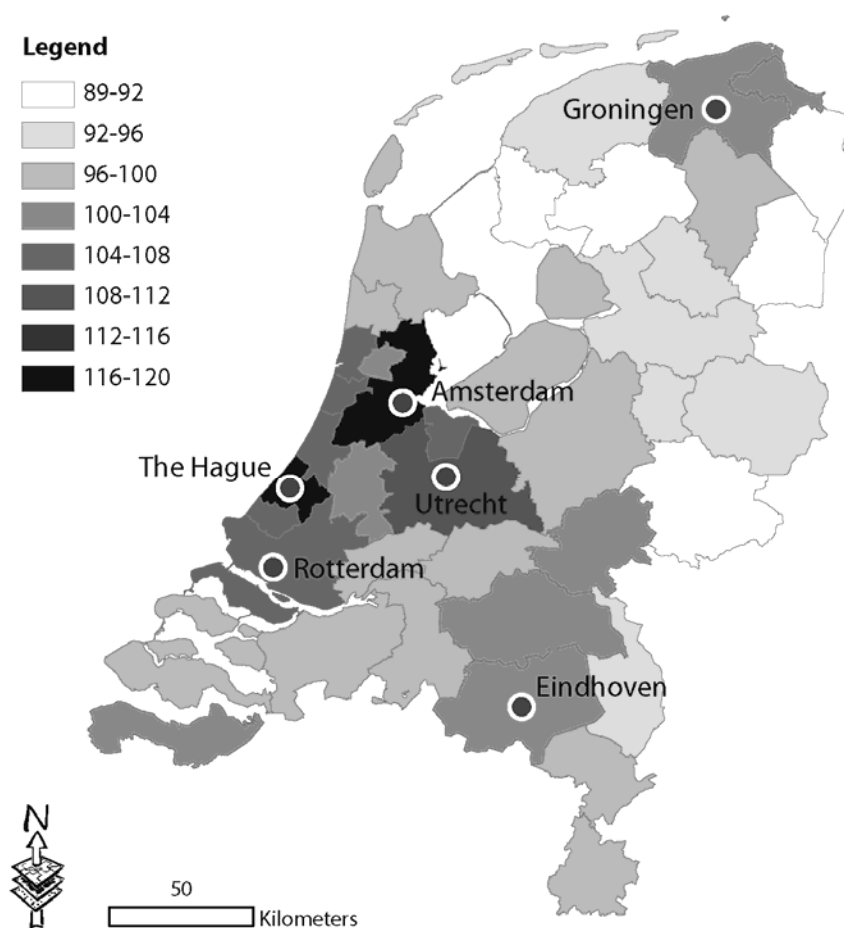 Legend
89-92
92-96
96-100
100-104
104-108
108-112
112-116
116-120
Groningen
Amsterdam
The Hague
Utrecht
Rotterdam
Eindhoven
N
50
Kilometers